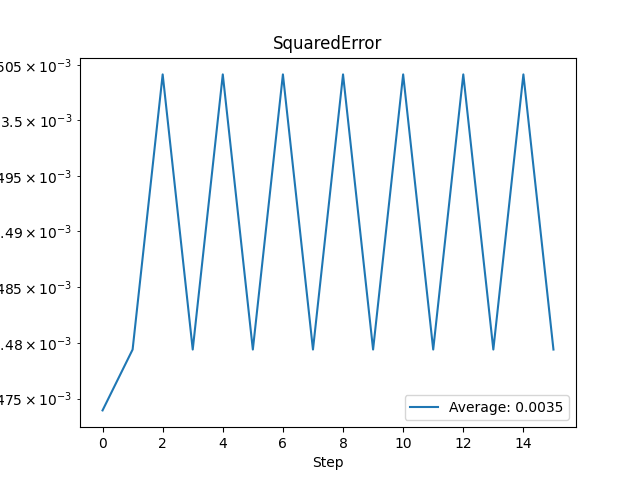 SquaredError
505 × 10⁻³
3.5 × 10⁻³
495 × 10⁻³
.49 × 10⁻³
485 × 10⁻³
.48 × 10⁻³
475 × 10⁻³
Average: 0.0035
0 2 4 6 8 10 12 14
Step